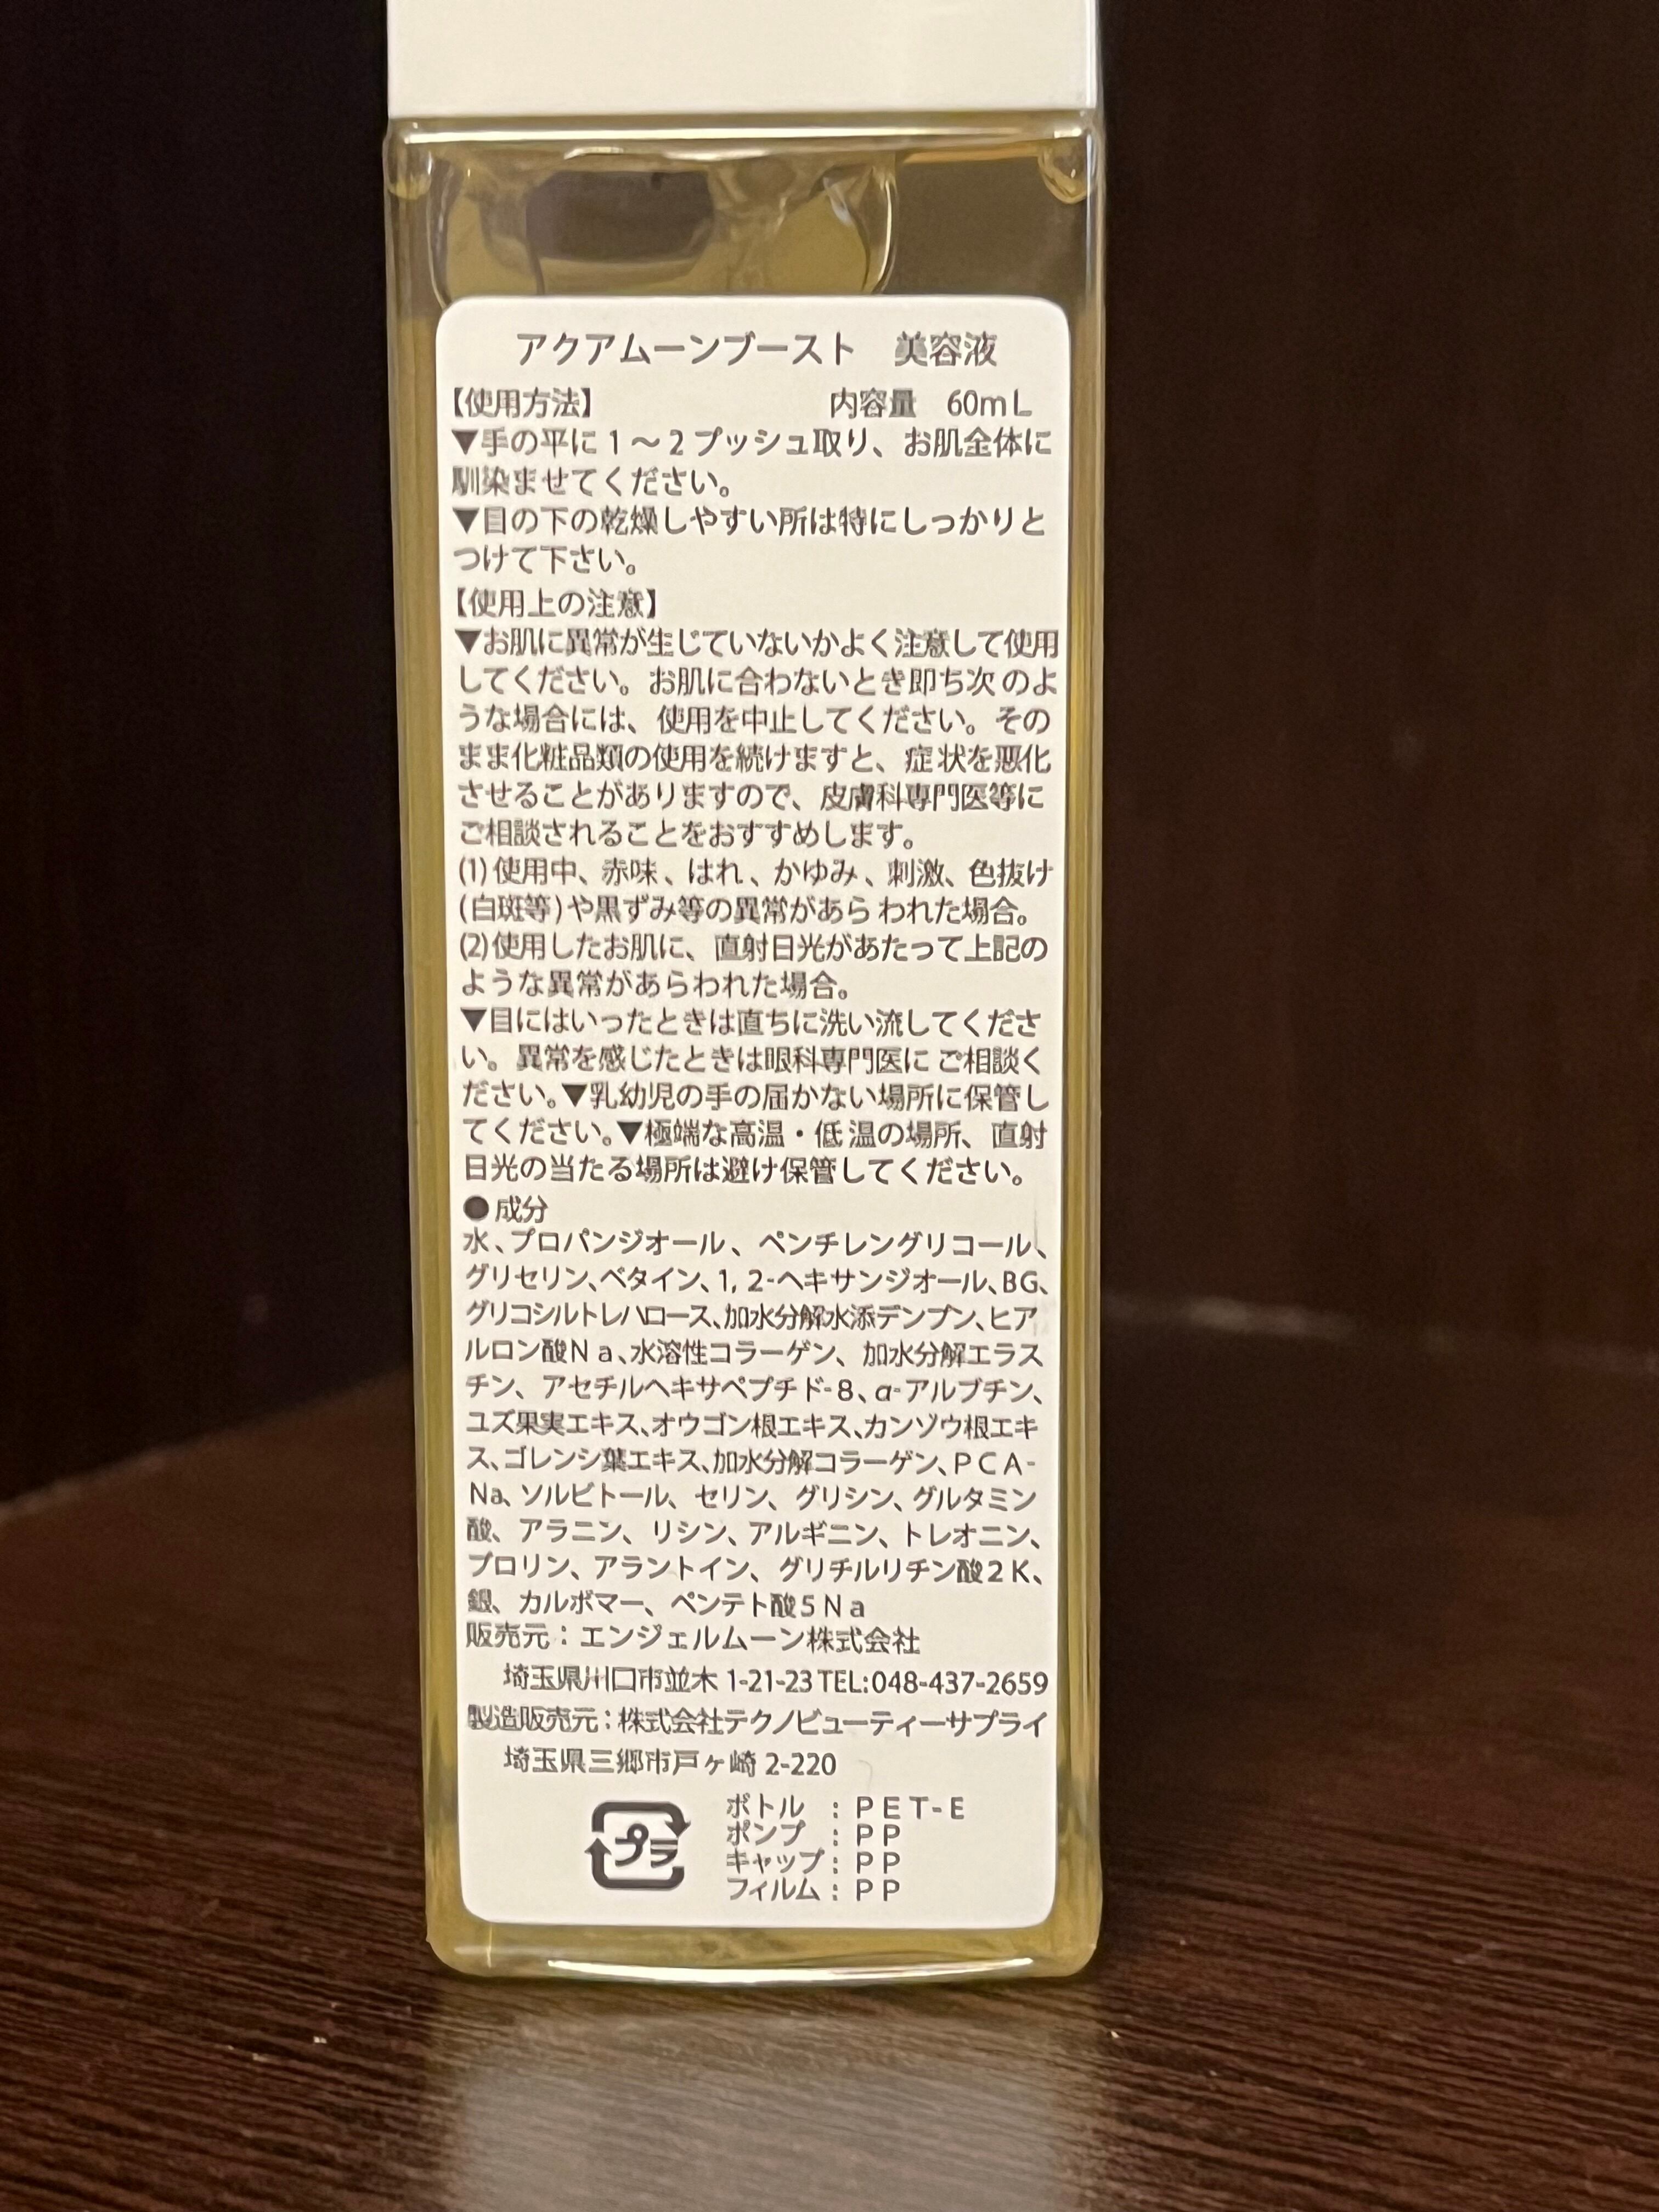 アクアムーンブースト　美容液
【使用方法】　内容量　60mL
▼手の平に1～2プッシュ取り、お肌全体に
馴染ませてください。
▼目の下の乾燥しやすい所は特にしっかりと
つけて下さい。
【使用上の注意】
▼お肌に異常が生じていないかよく注意して使用
してください。お肌に合わないとき即ち次のよ
うな場合には、使用を中止してください。その
まま化粧品類の使用を続けますと、症状を悪化
させることがありますので、皮膚科専門医等に
ご相談されることをおすすめします。
(1)使用中、赤味、はれ、かゆみ、刺激、色抜け
(白斑等)や黒ずみ等の異常があらわれた場合。
(2)使用したお肌に、直射日光があたって上記の
ような異常があらわれた場合。
▼目にはいったときは直ちに洗い流してくださ
い。異常を感じたときは眼科専門医にご相談く
ださい。▼乳幼児の手の届かない場所に保管し
てください。▼極端な高温・低温の場所、直射
日光の当たる場所は避け保管してください。
●成分
水、プロパンジオール、ペンチレングリコール、
グリセリン、ベタイン、1,2-ヘキサンジオール、BG、
グリコシルトレハロース、加水分解水添デンプン、ヒア
ルロン酸Na、水溶性コラーゲン、加水分解エラス
チン、アセチルヘキサペプチド-8、α-アルブチン、
ユズ果実エキス、オウゴン根エキス、カンゾウ根エキ
ス、ゴレンシ葉エキス、加水分解コラーゲン、PCA-
Na、ソルビトール、セリン、グリシン、グルタミン
酸、アラニン、リシン、アルギニン、トレオニン、
プロリン、アラントイン、グリチルリチン酸2K、
銀、カルボマー、ペンテト酸5Na
販売元：エンジェルムーン株式会社
埼玉県川口市並木1-21-23 TEL:048-437-2659
製造販売元：株式会社テクノビューティーサプライ
埼玉県三郷市戸ヶ崎2-220
プラ
ボトル：PET-E
ポンプ：PP
キャップ：PP
フィルム：PP